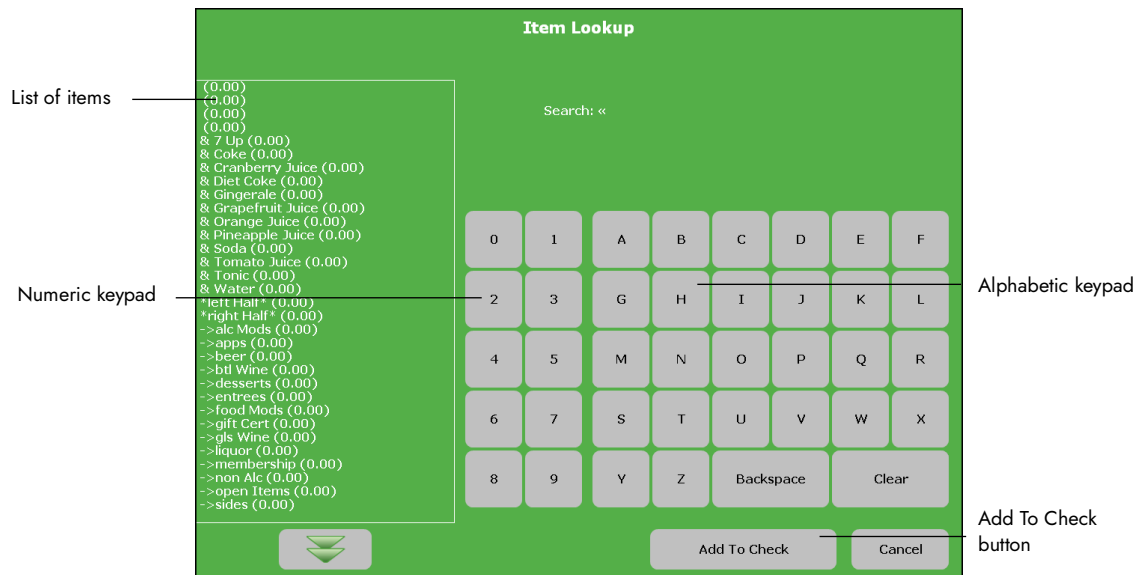 Item Lookup
List of items
(0.00)
(0.00)
(0.00)
(0.00)
& 7 Up (0.00)
& Coke (0.00)
& Cranberry Juice (0.00)
& Diet Coke (0.00)
& Gingerale (0.00)
& Grapefruit Juice (0.00)
& Orange Juice (0.00)
& Pineapple Juice (0.00)
& Soda (0.00)
& Tomato Juice (0.00)
& Tonic (0.00)
& Water (0.00)
*left Half* (0.00)
*right Half* (0.00)
->alc Mods (0.00)
->apps (0.00)
->beer (0.00)
->btl Wine (0.00)
->desserts (0.00)
->entrees (0.00)
->food Mods (0.00)
->gift Cert (0.00)
->gls Wine (0.00)
->liquor (0.00)
->membership (0.00)
->non Alc (0.00)
->open Items (0.00)
->sides (0.00)
Search: «
Numeric keypad
Alphabetic keypad
0 1 A B C D E F
2 3 G H I J K L
4 5 M N O P Q R
6 7 S T U V W X
8 9 Y Z Backspace Clear
Add To Check Cancel
Add To Check
button